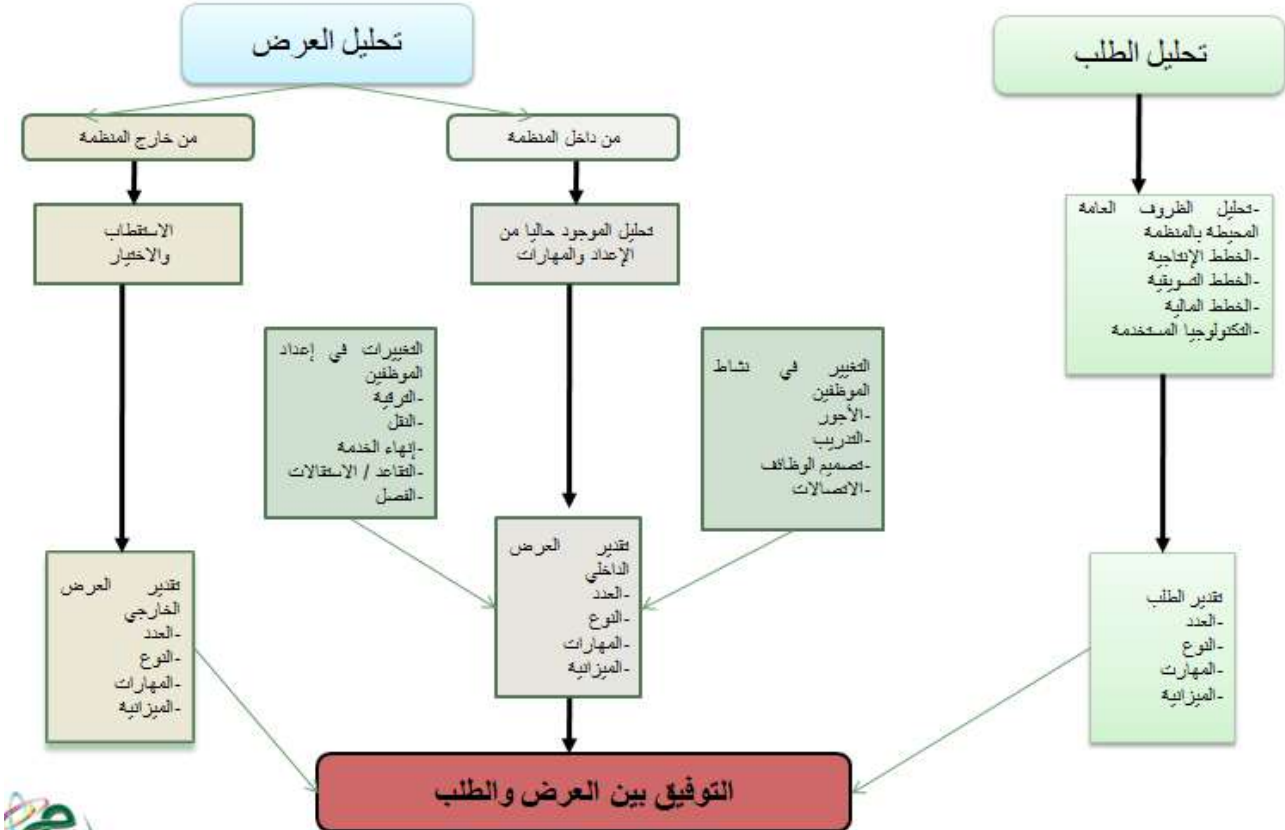 تحليل العرض
تحليل الطلب
من خارج المنظمة
من داخل المنظمة
الاستقطاب
والاختيار
تحليل الموجود حاليا من
الإعداد والمهارات
-تحليل الظروف العامة
المحيطة بالمنظمة
-الخطط الإنتاجية
-الخطط التسويقية
-الخطط المالية
-التكنولوجيا المستخدمة
التغييرات في إعداد
الموظفين
-الترقية
-النقل
-إنهاء الخدمة
-التقاعد / الاستقالات
-الفصل
التغيير في نشاط
الموظفين
-الأجور
-التدريب
-تصميم الوظائف
-الاتصالات
تقدير العرض
الخارجي
-العدد
-النوع
-المهارات
-الميزانية
تقدير العرض
الداخلي
-العدد
-النوع
-المهارات
-الميزانية
تقدير الطلب
-العدد
-النوع
-المهارت
-الميزانية
التوفيق بين العرض والطلب